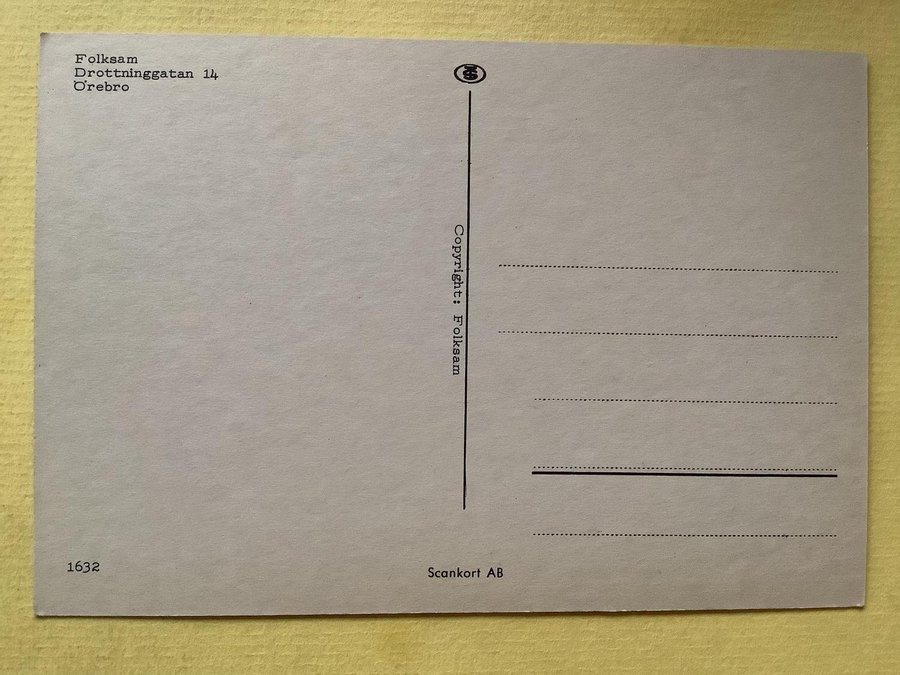 Folksam
Drottninggatan 14
Örebro
Copyright: Folksam
1632
Scankort AB